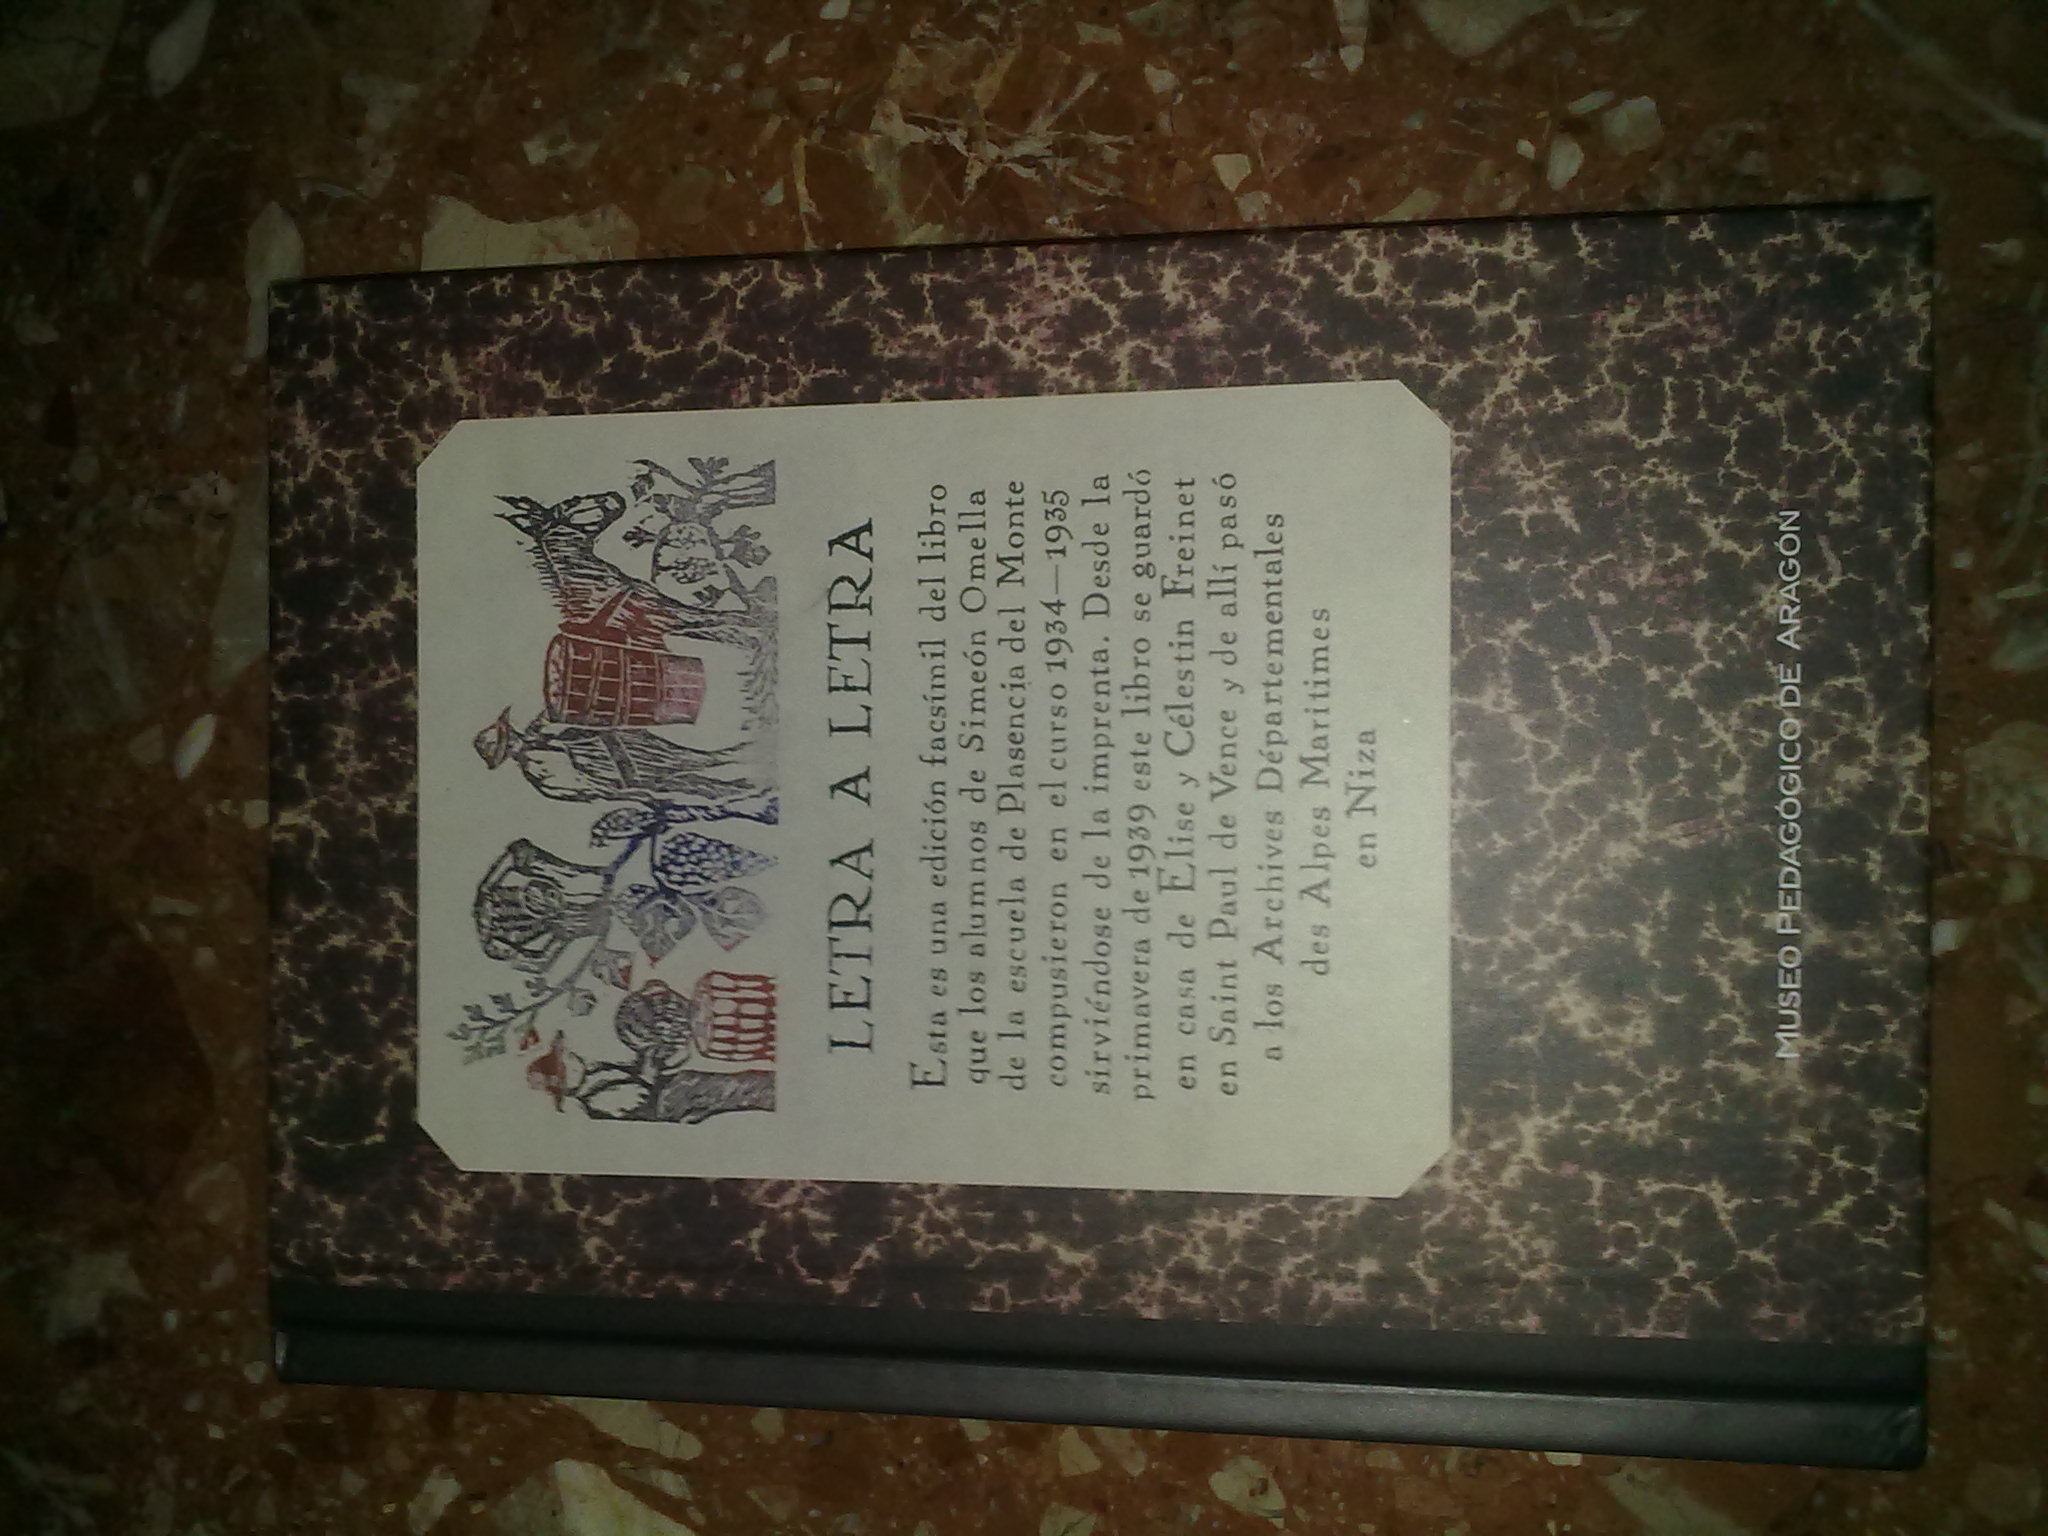 LETRA A LETRA
Esta es una edición facsímil del libro
que los alumnos de Simeón Omella
de la escuela de Plasencia del Monte
compusieron en el curso 1934—1935
sirviéndose de la imprenta. Desde la
primavera de 1939 este libro se guardó
en casa de Elise y Célestin Freinet
en Saint Paul de Vence y de allí pasó
a los Archives Départementales
des Alpes Maritimes
en Niza
MUSEO PEDAGÓGICO DE ARAGÓN